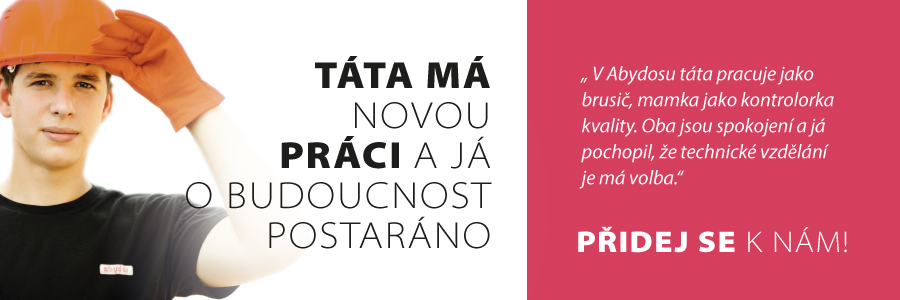 TÁTA MÁ
NOVOU
PRÁCI A JÁ
O BUDOUCNOST
POSTARÁNO
„ V Abydosu táta pracuje jako
brusič, mamka jako kontrolorka
kvality. Oba jsou spokojení a já
pochopil, že technické vzdělání
je má volba.“
PŘIDEJ SE K NÁM!